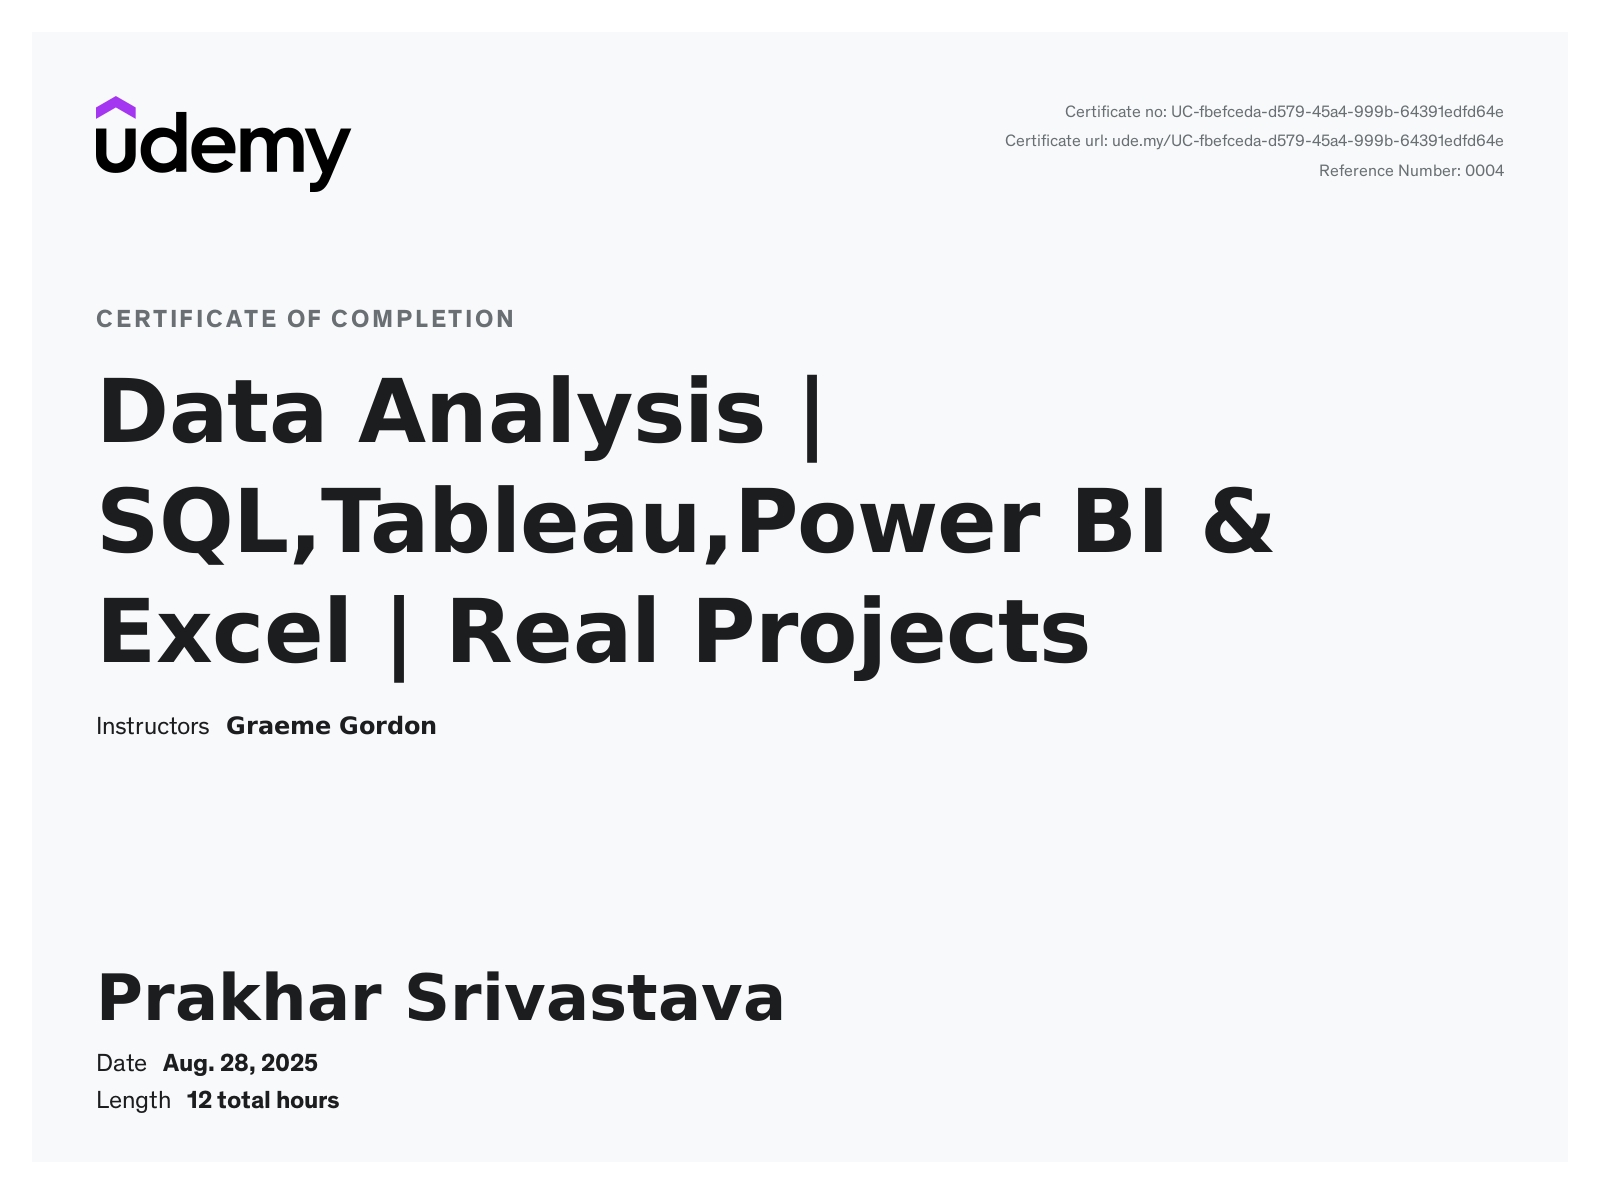 udemy
Certificate no: UC-fbefceda-d579-45a4-999b-64391edfd64e
Certificate url: ude.my/UC-fbefceda-d579-45a4-999b-64391edfd64e
Reference Number: 0004
CERTIFICATE OF COMPLETION
Data Analysis |
SQL,Tableau,Power BI &
Excel | Real Projects
Instructors Graeme Gordon
Prakhar Srivastava
Date Aug. 28, 2025
Length 12 total hours